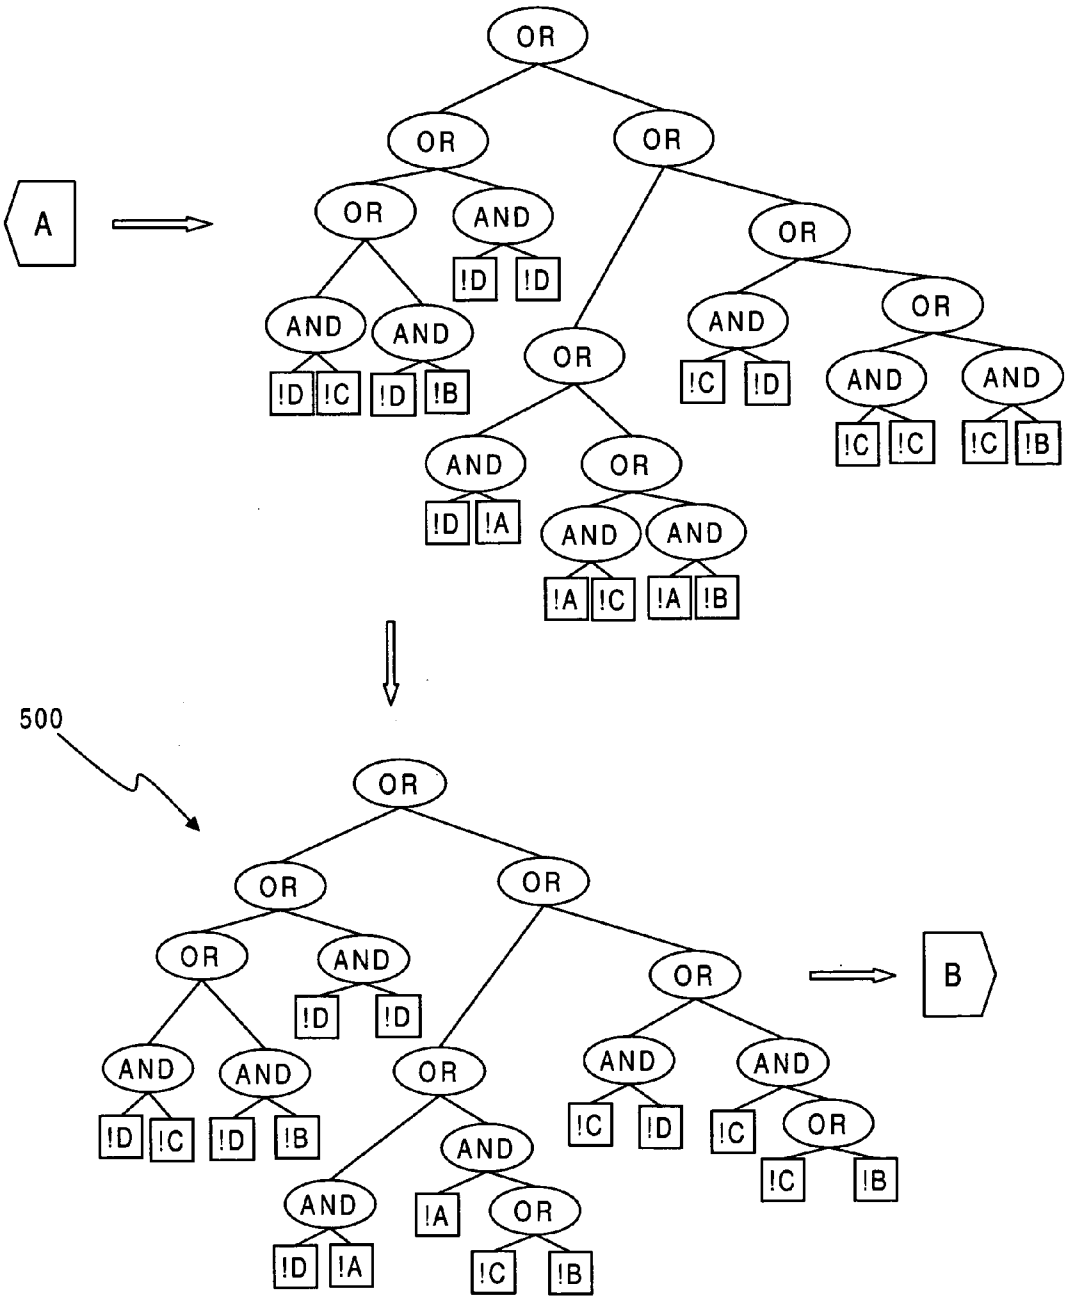 OR
OR OR
A
OR AND OR
!D !D
AND AND AND OR
OR
!D !C !D !B !C !D AND AND
!C !C !C !B
AND OR
!D !A AND AND
!A !C !A !B
500
OR
OR OR
OR AND OR B
!D !D
AND AND OR AND AND
!D !C !D !B !C !D !C OR
AND !C !B
AND !A OR
!D !A !C !B